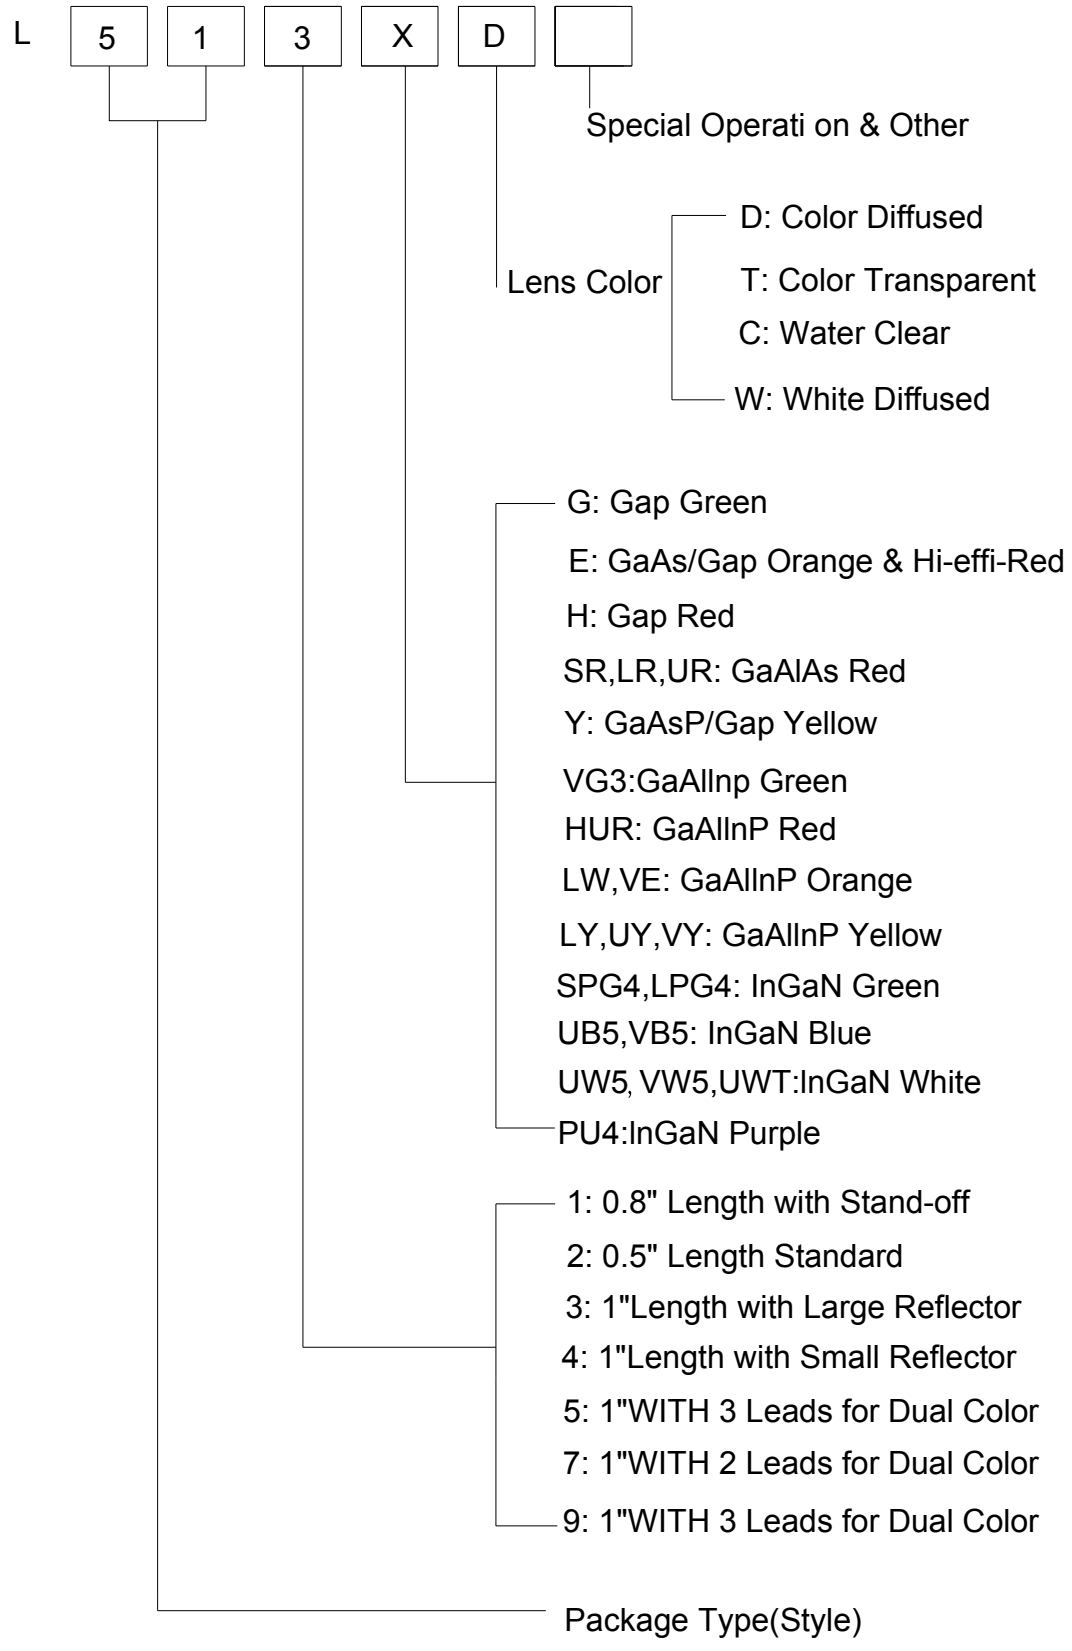 L 5 1 3 X D
Special Operati on & Other
D: Color Diffused
Lens Color
T: Color Transparent
C: Water Clear
W: White Diffused
G: Gap Green
E: GaAs/Gap Orange & Hi-effi-Red
H: Gap Red
SR,LR,UR: GaAlAs Red
Y: GaAsP/Gap Yellow
VG3:GaAlInp Green
HUR: GaAlInP Red
LW,VE: GaAlInP Orange
LY,UY,VY: GaAlInP Yellow
SPG4,LPG4: InGaN Green
UB5,VB5: InGaN Blue
UW5, VW5,UWT:InGaN White
PU4:InGaN Purple
1: 0.8" Length with Stand-off
2: 0.5" Length Standard
3: 1"Length with Large Reflector
4: 1"Length with Small Reflector
5: 1"WITH 3 Leads for Dual Color
7: 1"WITH 2 Leads for Dual Color
9: 1"WITH 3 Leads for Dual Color
Package Type(Style)